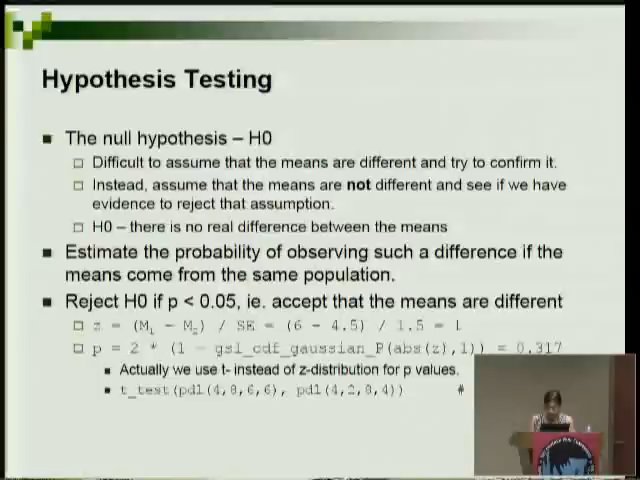 Hypothesis Testing
The null hypothesis – H0
Difficult to assume that the means are different and try to confirm it.
Instead, assume that the means are not different and see if we have
evidence to reject that assumption.
H0 – there is no real difference between the means
Estimate the probability of observing such a difference if the
means come from the same population.
Reject H0 if p < 0.05, ie. accept that the means are different
z = (M1 – M2) / SE = (6 – 4.5) / 1.5 = 1
p = 2 * (1 – gsl_cdf_gaussian_P(abs(z),1)) = 0.317
Actually we use t- instead of z-distribution for p values.
t_test(pdl(4,8,6,6), pdl(4,2,8,4)) #